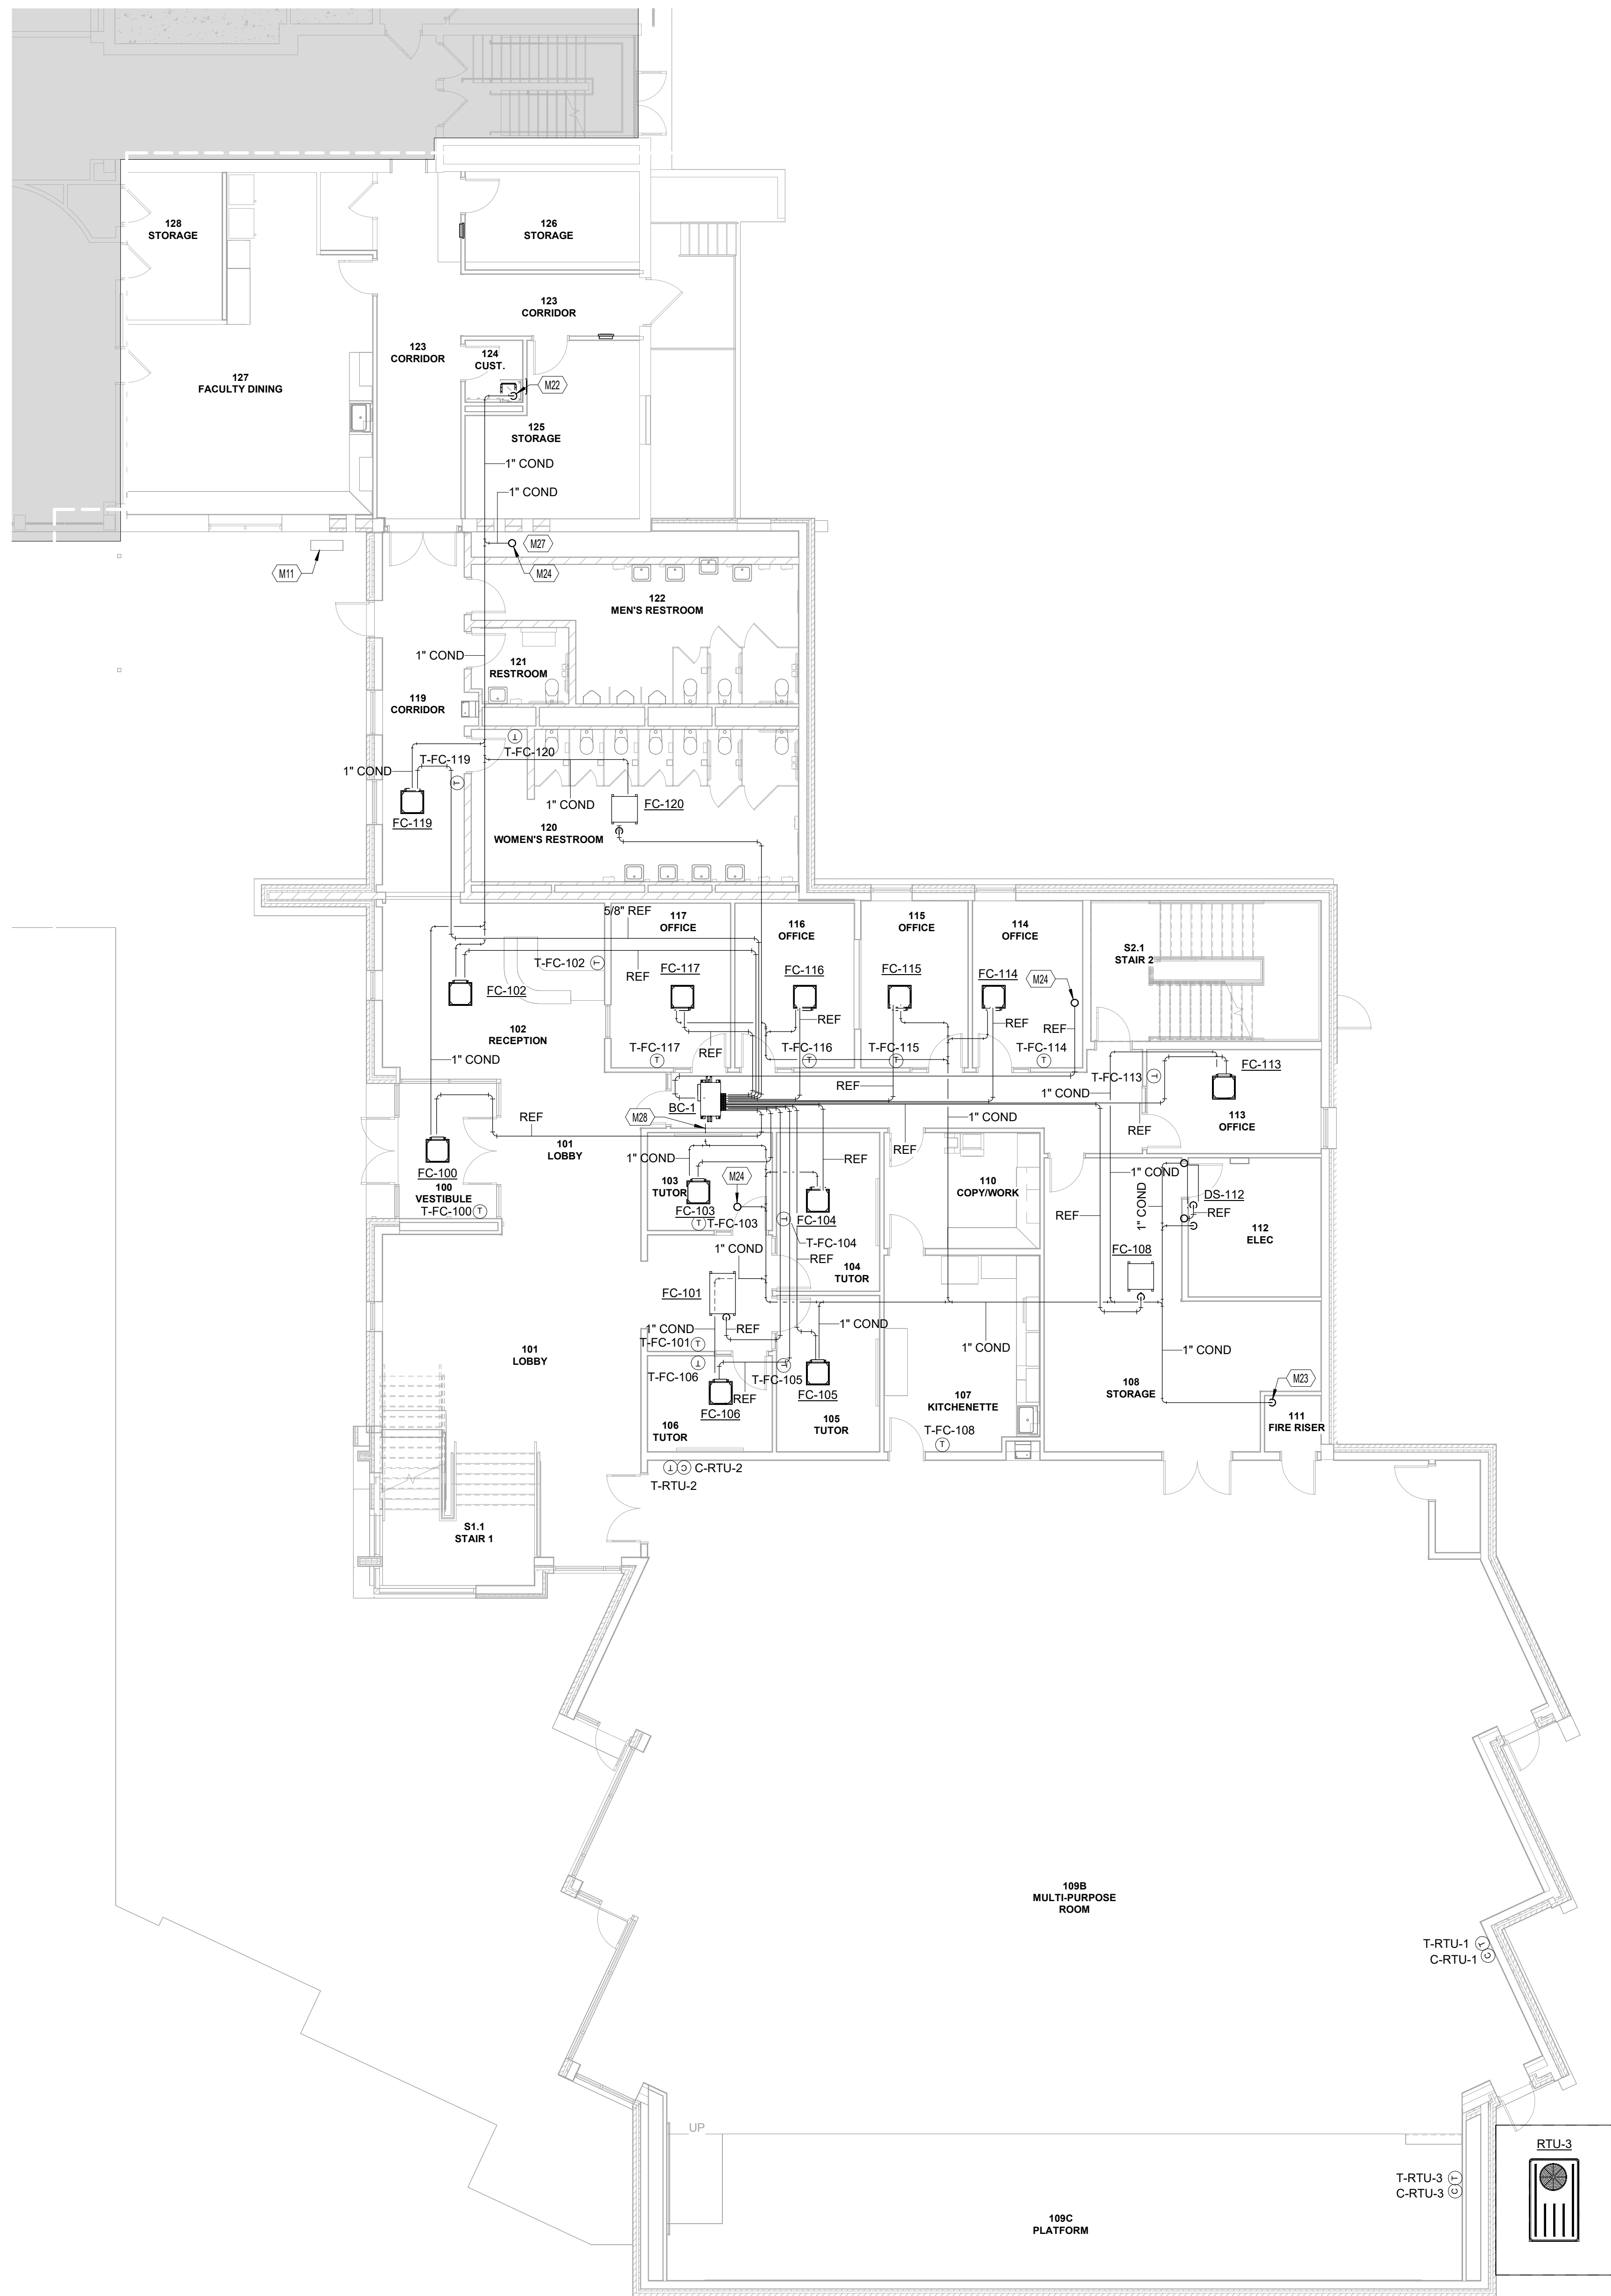 128
STORAGE
126
STORAGE
123
CORRIDOR
123
CORRIDOR
124
CUST.
M22
127
FACULTY DINING
125
STORAGE
1" COND
1" COND
M27
M24
M11
122
MEN'S RESTROOM
1" COND
121
RESTROOM
119
CORRIDOR
T-FC-120
T
T-FC-119
T
1" COND
1" COND
FC-120
FC-119
120
WOMEN'S RESTROOM
5/8" REF
117
OFFICE
116
OFFICE
115
OFFICE
114
OFFICE
S2.1
STAIR 2
T-FC-102
T
REF
FC-117
FC-116
FC-115
FC-114
M24
FC-102
REF
REF
REF
102
RECEPTION
T-FC-117
T
REF
T-FC-116
T
T-FC-115
T
T-FC-114
T
1" COND
FC-113
T-FC-113
T
REF
1" COND
BC-1
M28
REF
1" COND
REF
113
OFFICE
REF
101
LOBBY
REF
1" COND
REF
FC-100
100
VESTIBULE
T-FC-100
T
103
TUTOR
M24
110
COPY/WORK
1" COND
1" COND
DS-112
REF
FC-103
T
T-FC-103
FC-104
T
T-FC-104
REF
112
ELEC
1" COND
REF
104
TUTOR
FC-108
FC-101
1" COND
REF
1" COND
T-FC-101
T
1" COND
1" COND
101
LOBBY
T
T-FC-106
T
T-FC-105
REF
M23
FC-106
FC-105
107
KITCHENETTE
108
STORAGE
106
TUTOR
105
TUTOR
T-FC-108
T
111
FIRE RISER
T
C
C-RTU-2
T-RTU-2
S1.1
STAIR 1
109B
MULTI-PURPOSE
ROOM
T-RTU-1
T
C-RTU-1
C
UP
RTU-3
T-RTU-3
T
C-RTU-3
C
109C
PLATFORM